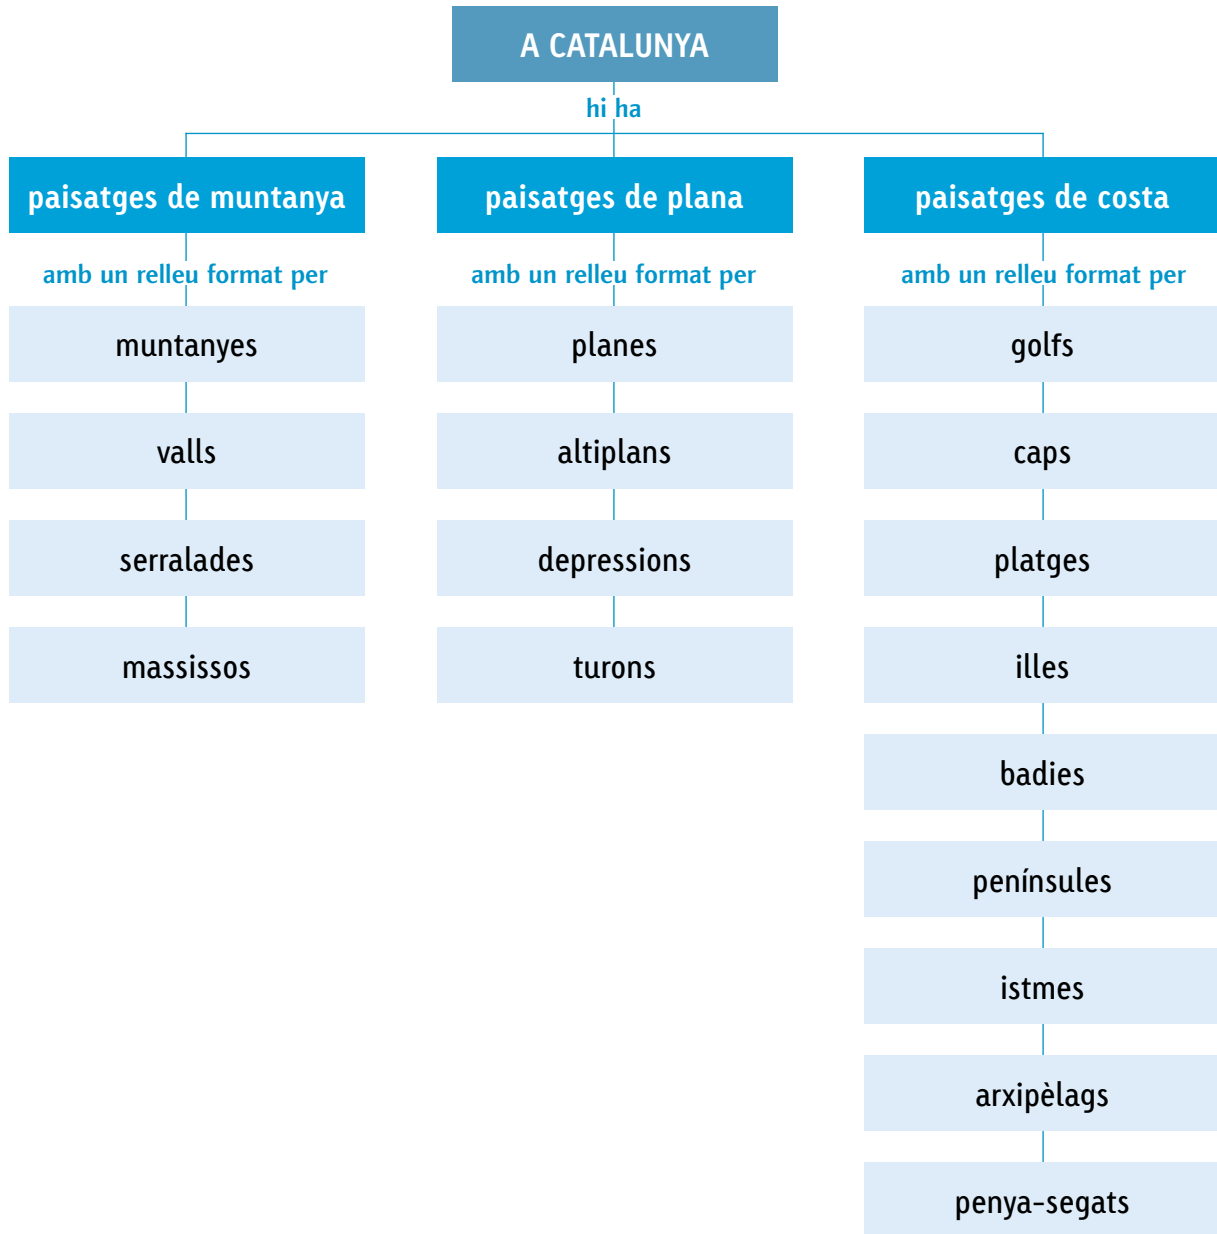 A CATALUNYA
hi ha
paisatges de muntanya
amb un relleu format per
muntanyes
valls
serralades
massissos
paisatges de plana
amb un relleu format per
planes
altiplans
depressions
turons
paisatges de costa
amb un relleu format per
golfs
caps
platges
illes
badies
penínsules
istmes
arxipèlags
penya-segats